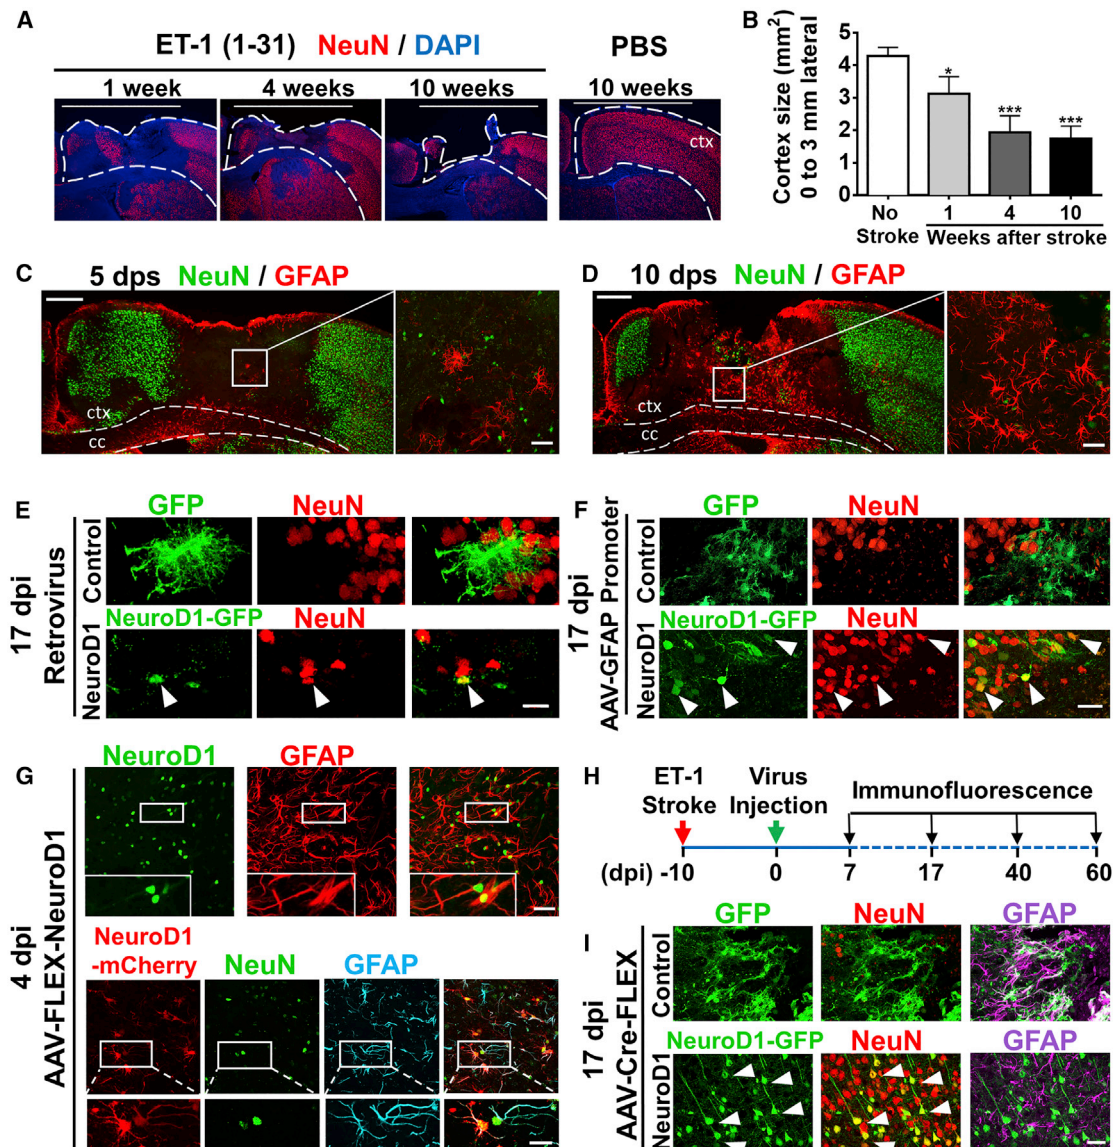 A
ET-1 (1-31) NeuN / DAPI
PBS
1 week
4 weeks
10 weeks
10 weeks
ctx
B
Cortex size (mm²)
0 to 3 mm lateral
5
4
3
2
1
0
*
***
***
No
Stroke
1
4
10
Weeks after stroke
C
5 dps NeuN / GFAP
ctx
cc
D
10 dps NeuN / GFAP
ctx
cc
E
17 dpi
Retrovirus
GFP
NeuN
Control
NeuroD1-GFP
NeuN
NeuroD1
F
17 dpi
AAV-GFAP Promoter
GFP
NeuN
Control
NeuroD1-GFP
NeuN
NeuroD1
G
4 dpi
AAV-FLEX-NeuroD1
NeuroD1
GFAP
NeuroD1
-mCherry
NeuN
GFAP
H
ET-1
Stroke
Virus
Injection
Immunofluorescence
(dpi) -10
0
7
17
40
60
I
17 dpi
AAV-Cre-FLEX
GFP
NeuN
GFAP
Control
NeuroD1-GFP
NeuN
GFAP
NeuroD1